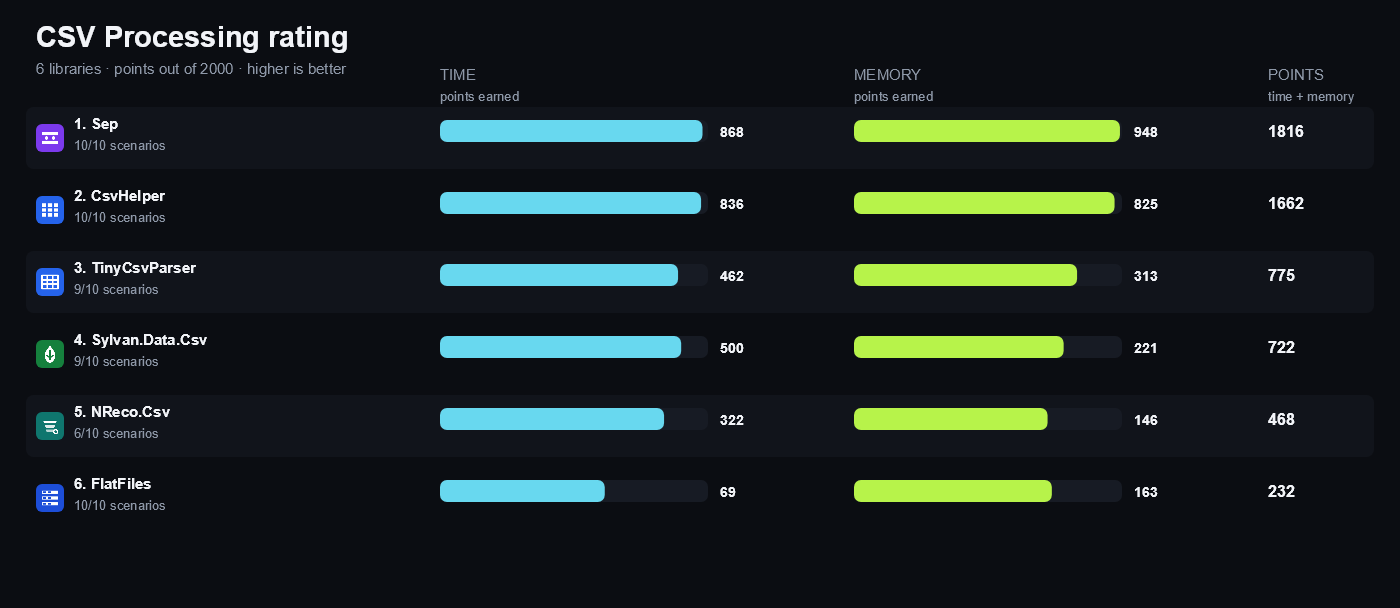 CSV Processing rating
6 libraries · points out of 2000 · higher is better
TIME
MEMORY
POINTS
points earned
points earned
time + memory
1. Sep
10/10 scenarios
868
948
1816
2. CsvHelper
10/10 scenarios
836
825
1662
3. TinyCsvParser
9/10 scenarios
462
313
775
4. Sylvan.Data.Csv
9/10 scenarios
500
221
722
5. NReco.Csv
6/10 scenarios
322
146
468
6. FlatFiles
10/10 scenarios
69
163
232